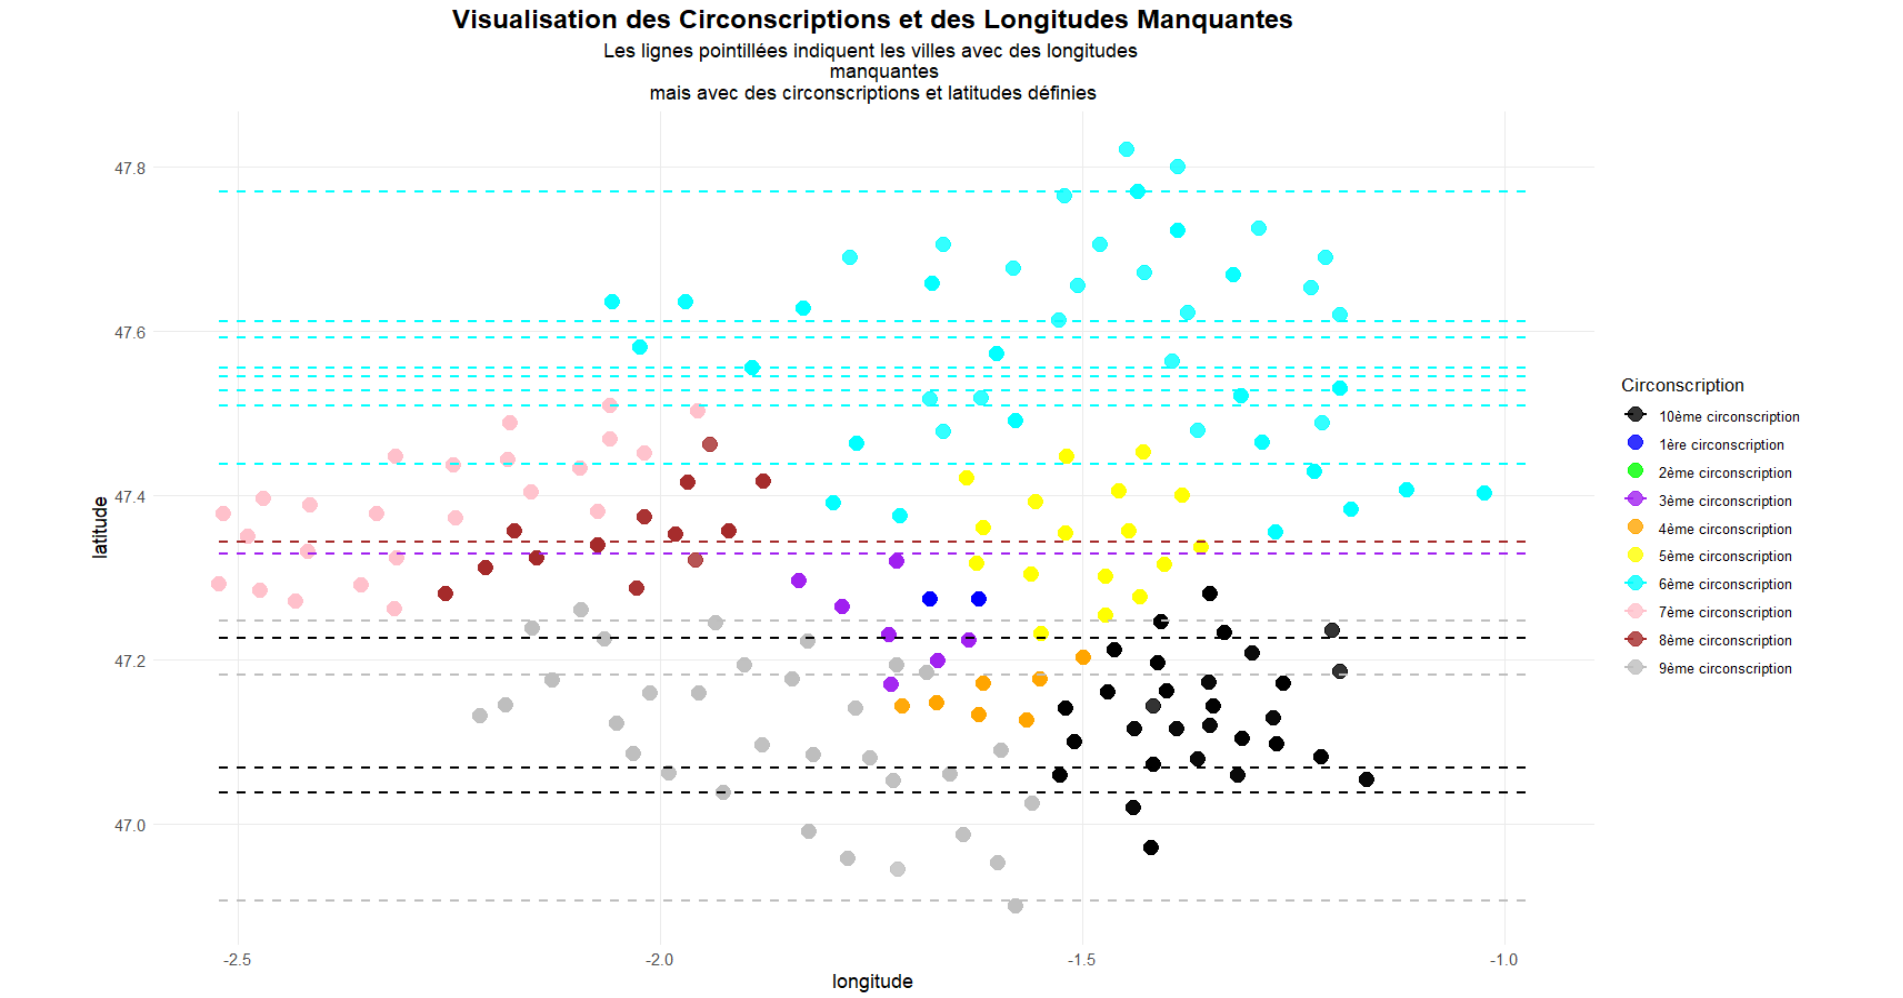 Visualisation des Circonscriptions et des Longitudes Manquantes
Les lignes pointillées indiquent les villes avec des longitudes
manquantes
mais avec des circonscriptions et latitudes définies
47.8
47.6
47.4
47.2
47.0
latitude
-2.5
-2.0
-1.5
-1.0
longitude
Circonscription
10ème circonscription
1ère circonscription
2ème circonscription
3ème circonscription
4ème circonscription
5ème circonscription
6ème circonscription
7ème circonscription
8ème circonscription
9ème circonscription